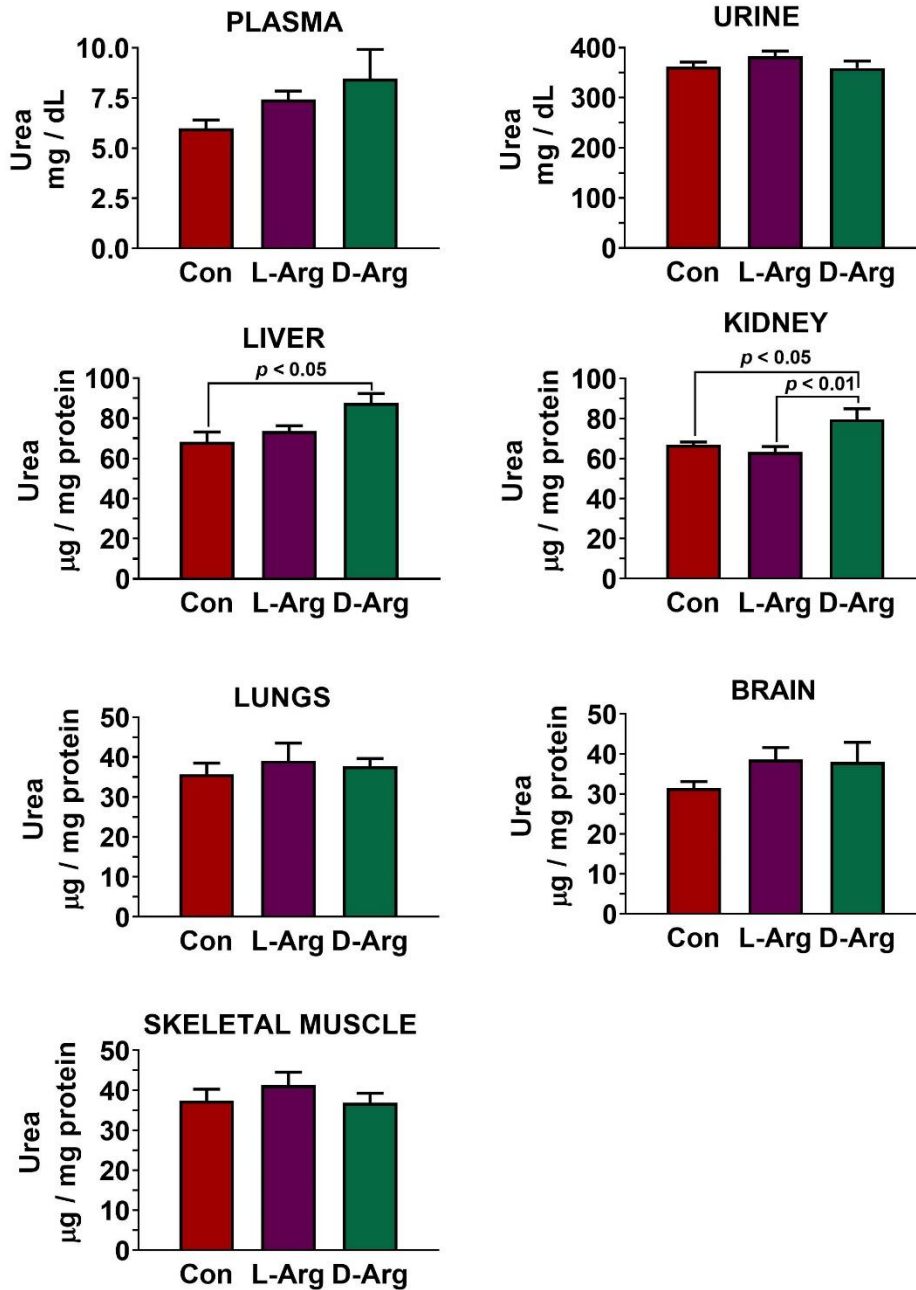 PLASMA
Urea
mg / dL
10.0
7.5
5.0
2.5
0.0
Con L-Arg D-Arg
URINE
Urea
mg / dL
400
300
200
100
0
Con L-Arg D-Arg
LIVER
p < 0.05
Urea
µg / mg protein
100
80
60
40
20
0
Con L-Arg D-Arg
KIDNEY
p < 0.05
p < 0.01
Urea
µg / mg protein
100
80
60
40
20
0
Con L-Arg D-Arg
LUNGS
Urea
µg / mg protein
50
40
30
20
10
0
Con L-Arg D-Arg
BRAIN
Urea
µg / mg protein
50
40
30
20
10
0
Con L-Arg D-Arg
SKELETAL MUSCLE
Urea
µg / mg protein
50
40
30
20
10
0
Con L-Arg D-Arg